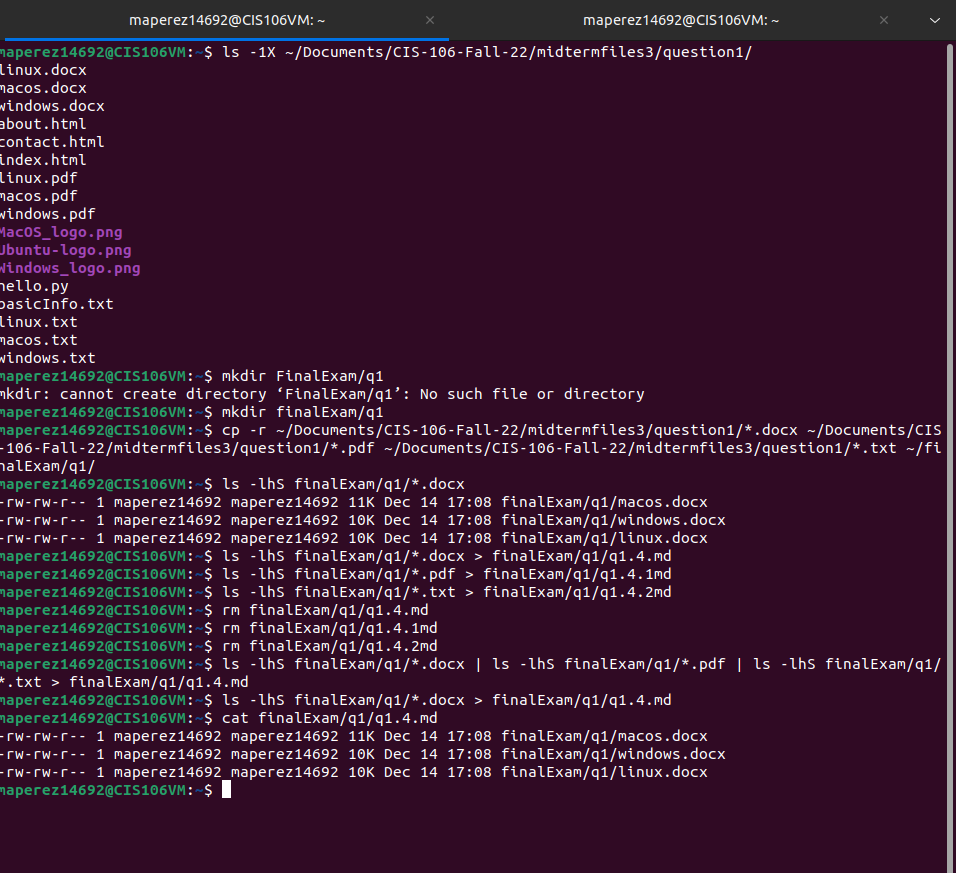 maperez14692@CIS106VM: ~ × maperez14692@CIS106VM: ~ ×
maperez14692@CIS106VM:~$ ls -1X ~/Documents/CIS-106-Fall-22/midtermfiles3/question1/
linux.docx
macos.docx
windows.docx
about.html
contact.html
index.html
linux.pdf
macos.pdf
windows.pdf
MacOS_logo.png
Ubuntu-logo.png
Windows_logo.png
hello.py
basicInfo.txt
linux.txt
macos.txt
windows.txt
maperez14692@CIS106VM:~$ mkdir FinalExam/q1
mkdir: cannot create directory ‘FinalExam/q1’: No such file or directory
maperez14692@CIS106VM:~$ mkdir finalExam/q1
maperez14692@CIS106VM:~$ cp -r ~/Documents/CIS-106-Fall-22/midtermfiles3/question1/*.docx ~/Documents/CIS
-106-Fall-22/midtermfiles3/question1/*.pdf ~/Documents/CIS-106-Fall-22/midtermfiles3/question1/*.txt ~/fi
nalExam/q1/
maperez14692@CIS106VM:~$ ls -lhS finalExam/q1/*.docx
-rw-rw-r-- 1 maperez14692 maperez14692 11K Dec 14 17:08 finalExam/q1/macos.docx
-rw-rw-r-- 1 maperez14692 maperez14692 10K Dec 14 17:08 finalExam/q1/windows.docx
-rw-rw-r-- 1 maperez14692 maperez14692 10K Dec 14 17:08 finalExam/q1/linux.docx
maperez14692@CIS106VM:~$ ls -lhS finalExam/q1/*.docx > finalExam/q1/q1.4.md
maperez14692@CIS106VM:~$ ls -lhS finalExam/q1/*.pdf > finalExam/q1/q1.4.1md
maperez14692@CIS106VM:~$ ls -lhS finalExam/q1/*.txt > finalExam/q1/q1.4.2md
maperez14692@CIS106VM:~$ rm finalExam/q1/q1.4.md
maperez14692@CIS106VM:~$ rm finalExam/q1/q1.4.1md
maperez14692@CIS106VM:~$ rm finalExam/q1/q1.4.2md
maperez14692@CIS106VM:~$ ls -lhS finalExam/q1/*.docx | ls -lhS finalExam/q1/*.pdf | ls -lhS finalExam/q1/
*.txt > finalExam/q1/q1.4.md
maperez14692@CIS106VM:~$ ls -lhS finalExam/q1/*.docx > finalExam/q1/q1.4.md
maperez14692@CIS106VM:~$ cat finalExam/q1/q1.4.md
-rw-rw-r-- 1 maperez14692 maperez14692 11K Dec 14 17:08 finalExam/q1/macos.docx
-rw-rw-r-- 1 maperez14692 maperez14692 10K Dec 14 17:08 finalExam/q1/windows.docx
-rw-rw-r-- 1 maperez14692 maperez14692 10K Dec 14 17:08 finalExam/q1/linux.docx
maperez14692@CIS106VM:~$